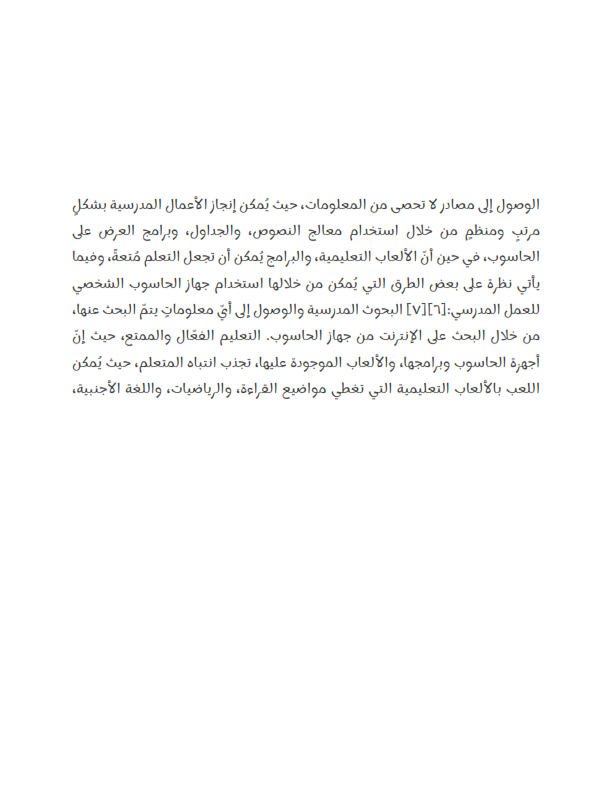 الوصول إلى مصادر لا تحصى من المعلومات، حيث يُمكن إنجاز الأعمال المدرسية بشكلٍ
مرتبٍ ومنظمٍ من خلال استخدام معالج النصوص، والجداول، وبرامج العرض على
الحاسوب، في حين أنّ الألعاب التعليمية، والبرامج يُمكن أن تجعل التعلم مُتعةً، وفيما
يأتي نظرة على بعض الطرق التي يُمكن من خلالها استخدام جهاز الحاسوب الشخصي
للعمل المدرسي:[٦][٧] البحوث المدرسية والوصول إلى أيّ معلوماتٍ يتمّ البحث عنها،
من خلال البحث على الإنترنت من جهاز الحاسوب. التعليم الفعّال والممتع، حيث إنّ
أجهزة الحاسوب وبرامجها، والألعاب الموجودة عليها، تجذب انتباه المتعلم، حيث يُمكن
اللعب بالألعاب التعليمية التي تغطي مواضيع القراءة، والرياضيات، واللغة الأجنبية،